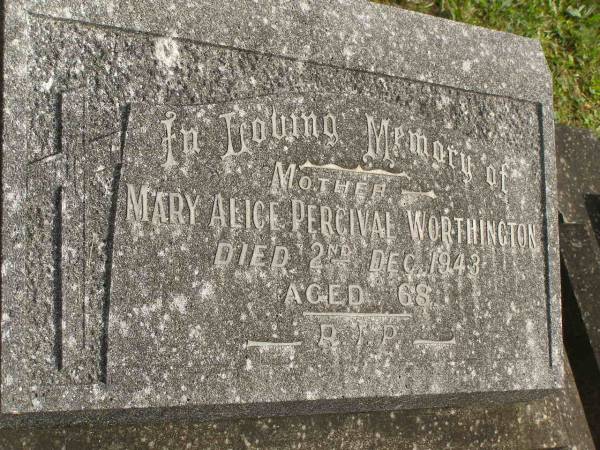 In Loving Memory of
MOTHER
MARY ALICE PERCIVAL WORTHINGTON
DIED 2ND DEC. 1943
AGED 68
R.I.P